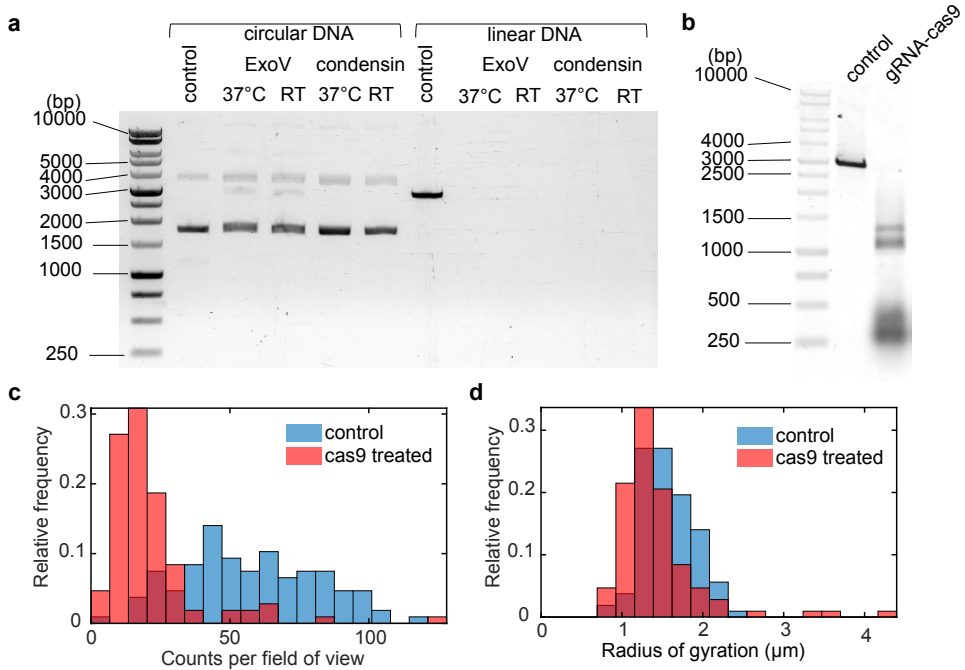 a
circular DNA
linear DNA
control
ExoV
condensin
control
ExoV
condensin
37°C RT 37°C RT
37°C RT 37°C RT
(bp)
10000
5000
4000
3000
2000
1500
1000
250
b
(bp)
control
gRNA-cas9
10000
4000
3000
2500
1500
1000
500
250
c
0.3
0.2
0.1
0
Relative frequency
control
cas9 treated
0 50 100
Counts per field of view
d
0.3
0.2
0.1
0
Relative frequency
control
cas9 treated
0 1 2 3 4
Radius of gyration (µm)